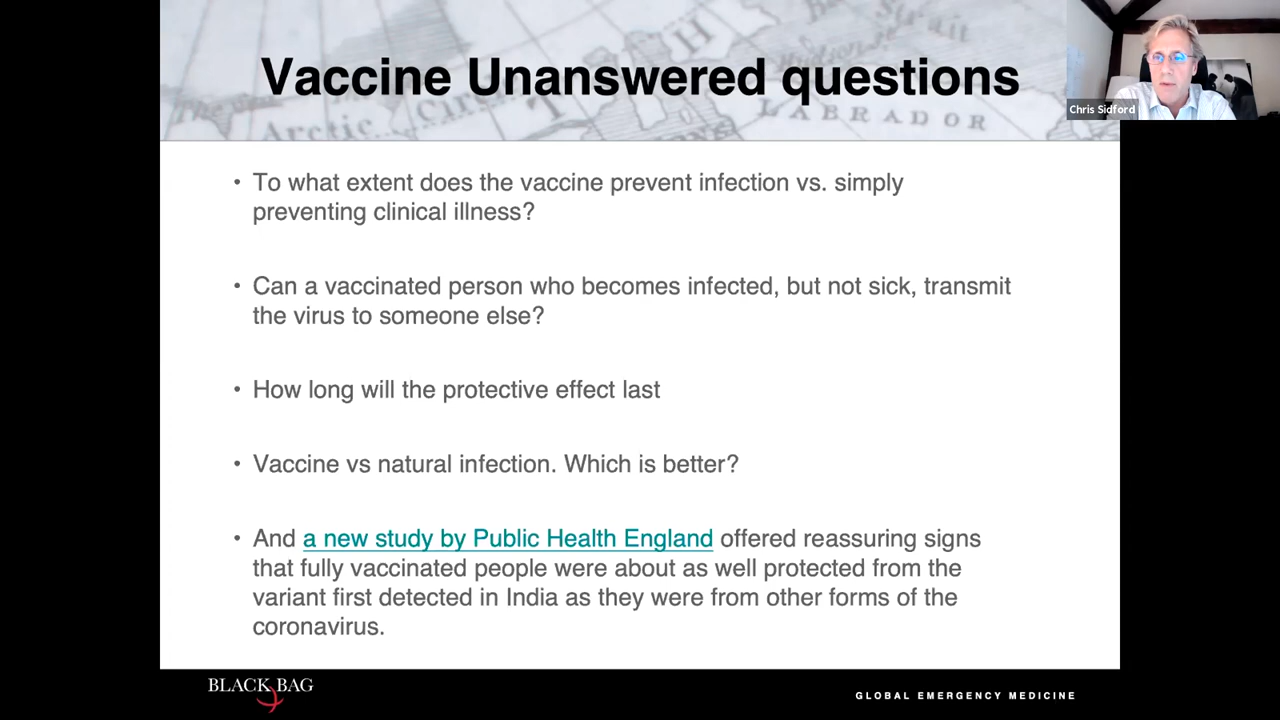 Vaccine Unanswered questions
LABRADOR
Chris Sidford
• To what extent does the vaccine prevent infection vs. simply
preventing clinical illness?
• Can a vaccinated person who becomes infected, but not sick, transmit
the virus to someone else?
• How long will the protective effect last
• Vaccine vs natural infection. Which is better?
• And a new study by Public Health England offered reassuring signs
that fully vaccinated people were about as well protected from the
variant first detected in India as they were from other forms of the
coronavirus.
BLACK BAG
GLOBAL EMERGENCY MEDICINE